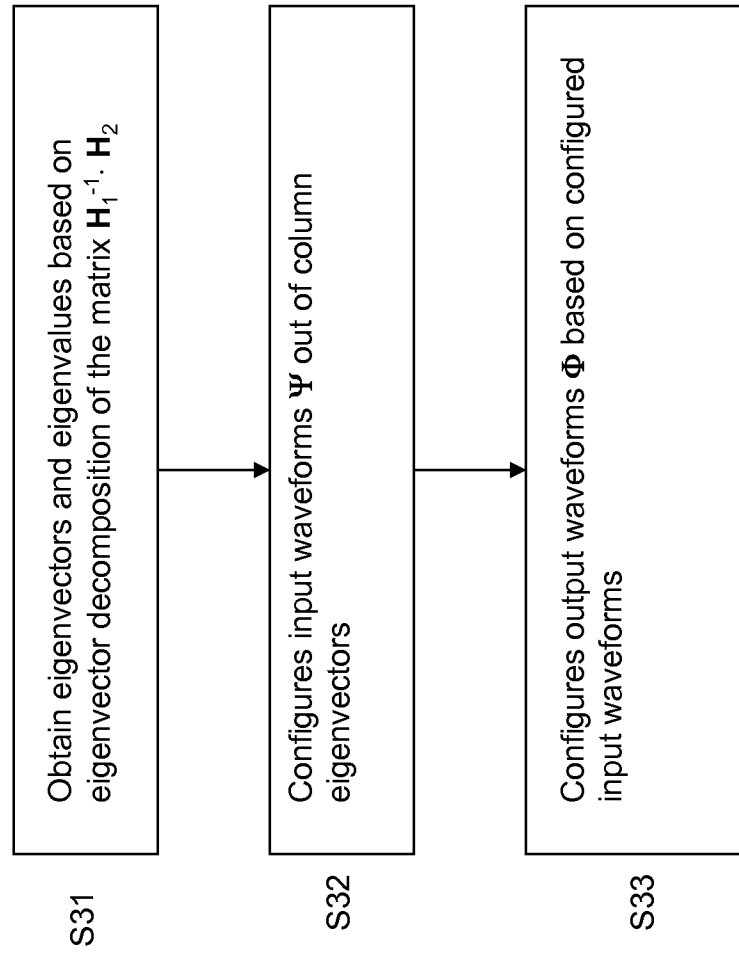 S31
Obtain eigenvectors and eigenvalues based on
eigenvector decomposition of the matrix H₁⁻¹· H₂
S32
Configures input waveforms Ψ out of column
eigenvectors
S33
Configures output waveforms Φ based on configured
input waveforms